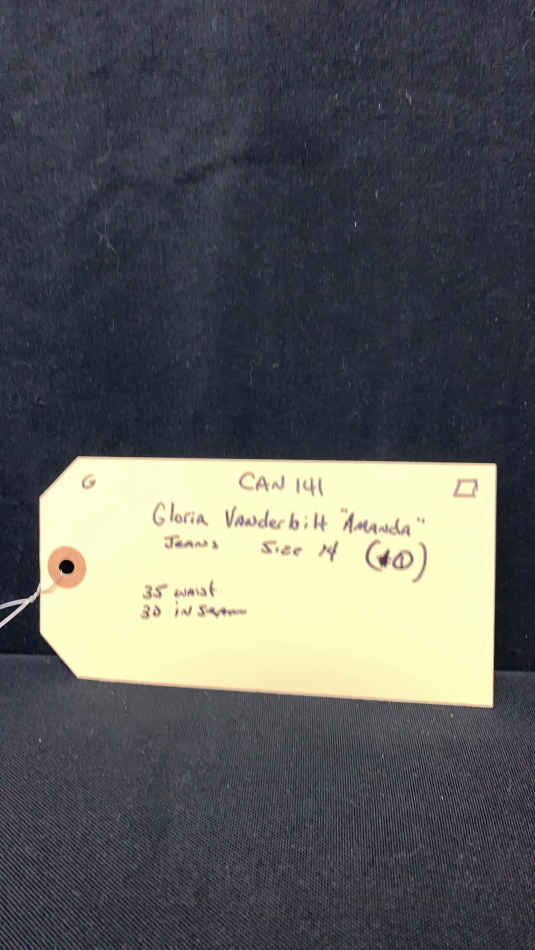 G
CAN 141
Gloria Vanderbilt "Amanda"
Jeans Size 14 (#1)
35 waist
30 inseam